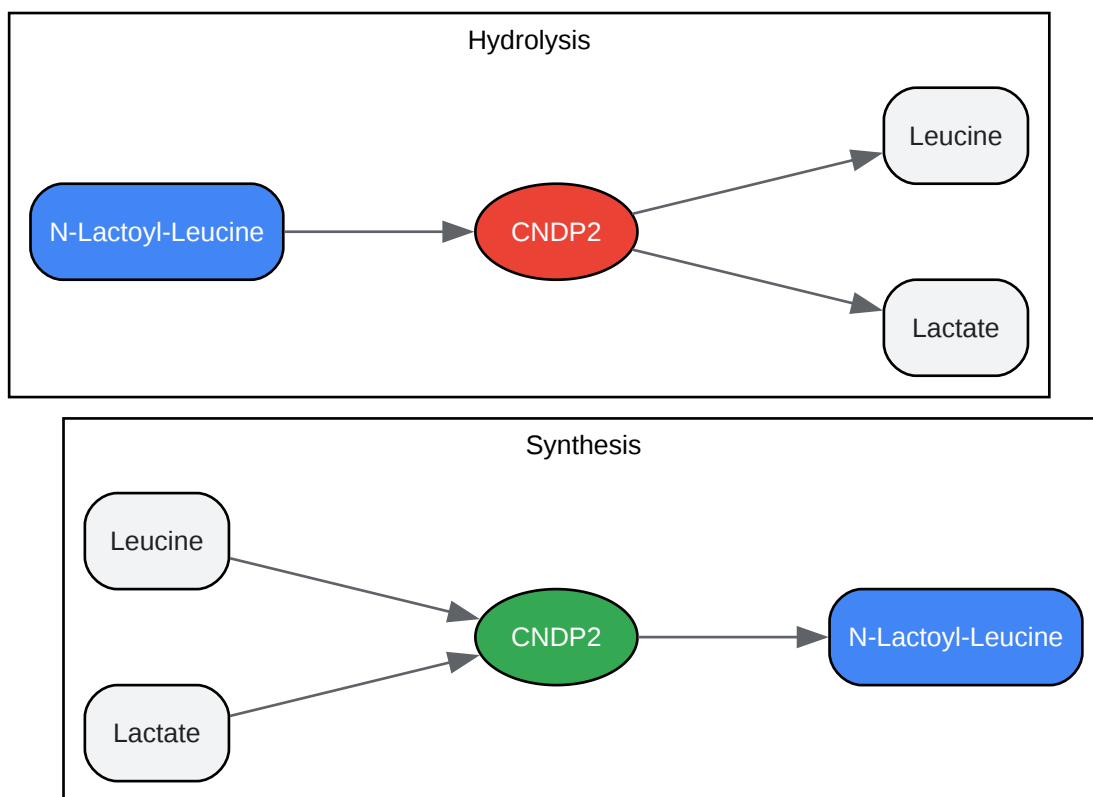 Hydrolysis
N-Lactoyl-Leucine
CNDP2
Leucine
Lactate
Synthesis
Leucine
Lactate
CNDP2
N-Lactoyl-Leucine